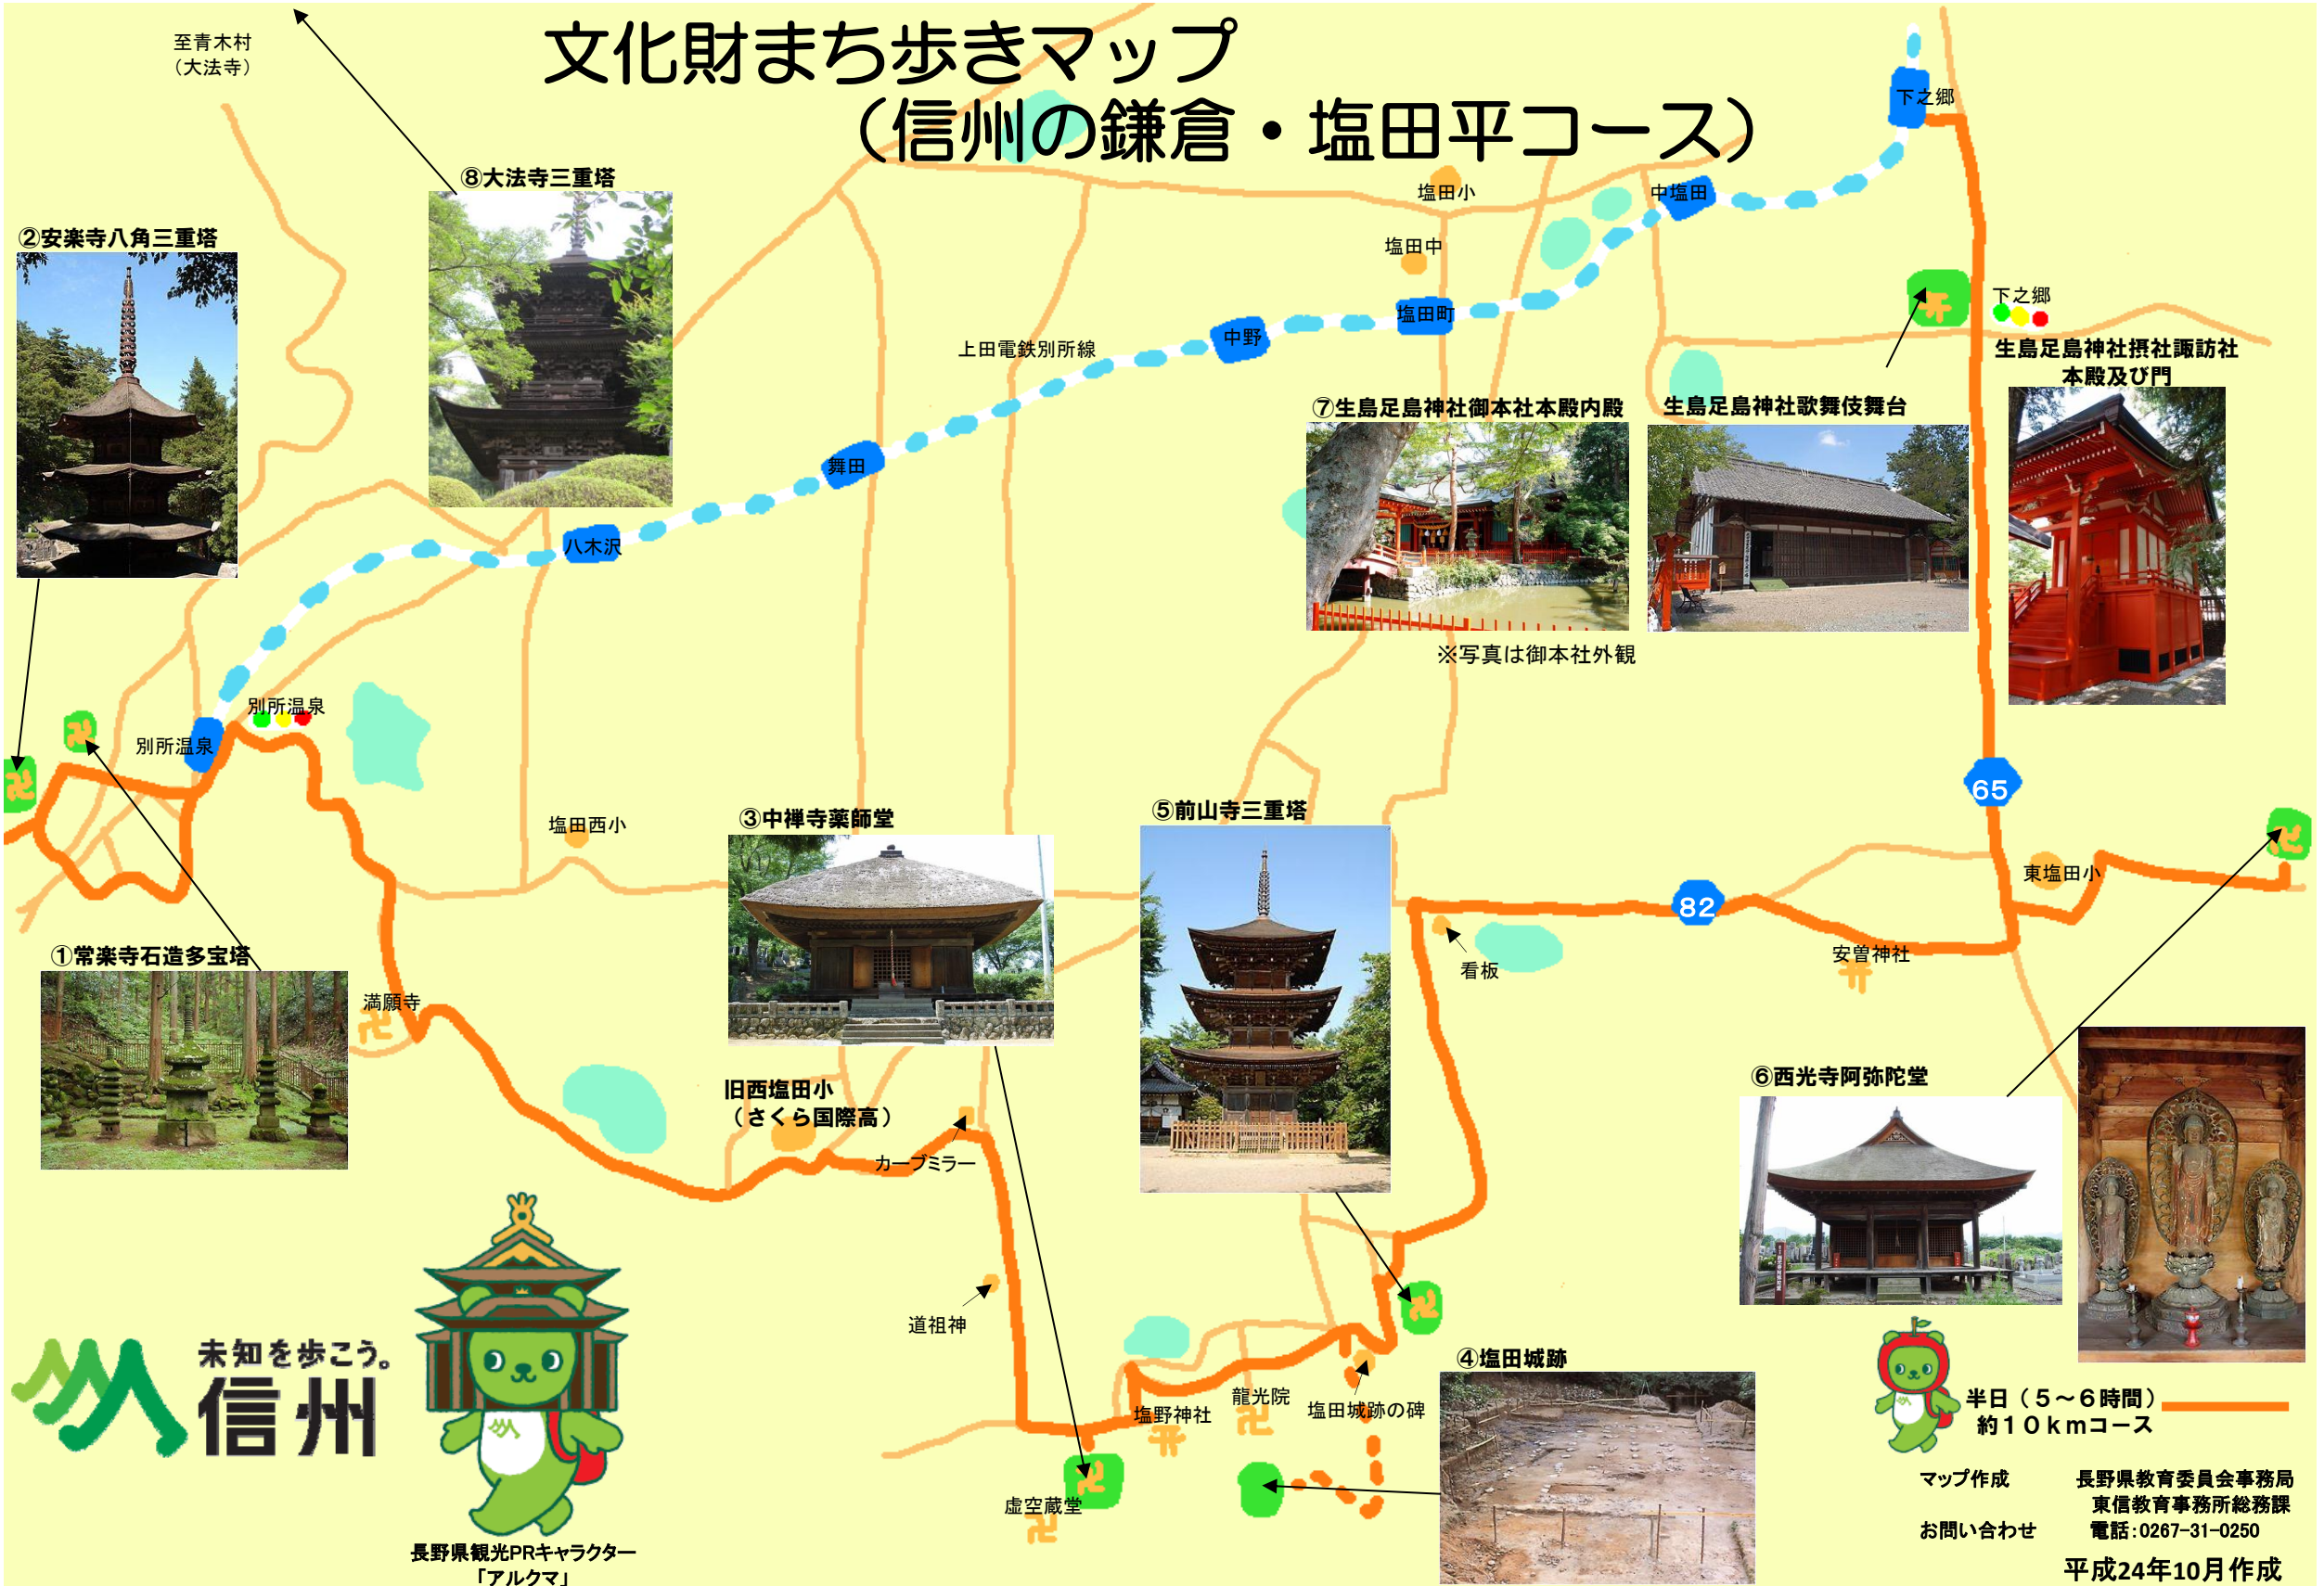 文化財まち歩きマップ
（信州の鎌倉・塩田平コース）
至青木村
（大法寺）
⑧大法寺三重塔
②安楽寺八角三重塔
下之郷
塩田小
中塩田
塩田中
塩田町
中野
上田電鉄別所線
下之郷
生島足島神社摂社諏訪社
本殿及び門
⑦生島足島神社御本社本殿内殿
生島足島神社歌舞伎舞台
※写真は御本社外観
舞田
八木沢
別所温泉
別所温泉
65
塩田西小
③中禅寺薬師堂
⑤前山寺三重塔
東塩田小
82
安曽神社
看板
①常楽寺石造多宝塔
満願寺
旧西塩田小
（さくら国際高）
カーブミラー
⑥西光寺阿弥陀堂
道祖神
④塩田城跡
塩野神社
龍光院
塩田城跡の碑
虚空蔵堂
未知を歩こう。
信州
長野県観光PRキャラクター
「アルクマ」
半日（５～６時間）
約１０ｋｍコース
マップ作成 長野県教育委員会事務局
東信教育事務所総務課
お問い合わせ 電話：0267-31-0250
平成24年10月作成